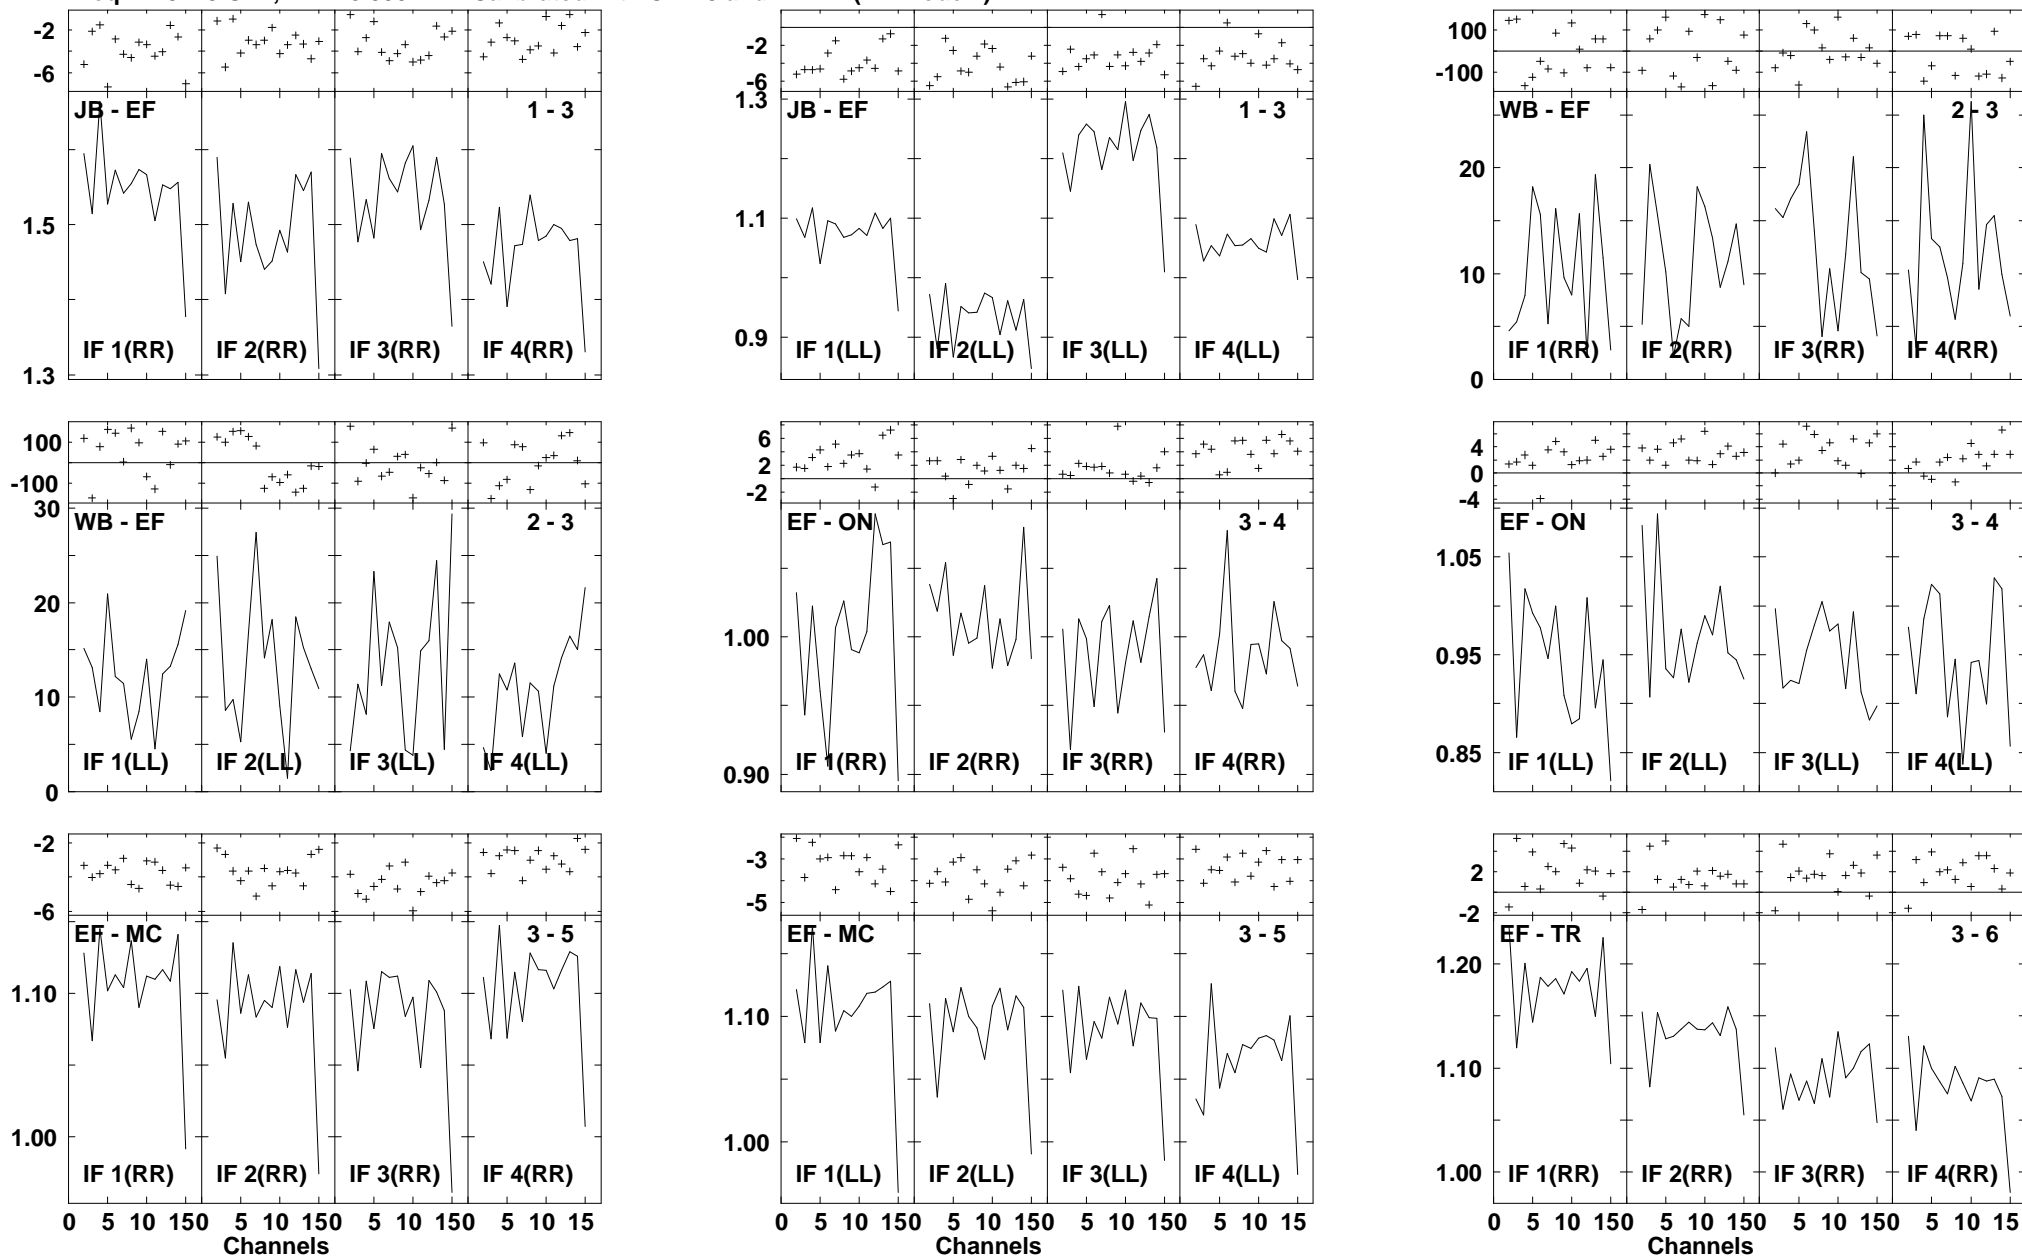 -2
-6
JB - EF
1 - 3
1.5
1.3
IF 1(RR)
IF 2(RR)
IF 3(RR)
IF 4(RR)
-2
-6
1.3
JB - EF
1 - 3
1.1
0.9
IF 1(LL)
IF 2(LL)
IF 3(LL)
IF 4(LL)
100
-100
WB - EF
2 - 3
20
10
0
IF 1(RR)
IF 2(RR)
IF 3(RR)
IF 4(RR)
100
-100
30
WB - EF
2 - 3
20
10
0
IF 1(LL)
IF 2(LL)
IF 3(LL)
IF 4(LL)
6
2
-2
EF - ON
3 - 4
1.00
0.90
IF 1(RR)
IF 2(RR)
IF 3(RR)
IF 4(RR)
4
2
0
-4
EF - ON
3 - 4
1.05
0.95
0.85
IF 1(LL)
IF 2(LL)
IF 3(LL)
IF 4(LL)
-2
-6
EF - MC
3 - 5
1.10
1.00
IF 1(RR)
IF 2(RR)
IF 3(RR)
IF 4(RR)
0 5 10 150 5 10 150 5
10 15
Channels
-3
-5
EF - MC
3 - 5
1.10
1.00
IF 1(LL)
IF 2(LL)
IF 3(LL)
IF 4(LL)
0 5 10 150 5 10 150 5
10 15
Channels
2
-2
EF - TR
3 - 6
1.20
1.10
1.00
IF 1(RR)
IF 2(RR)
IF 3(RR)
IF 4(RR)
0 5 10 150 5 10 150 5
10 15
Channels